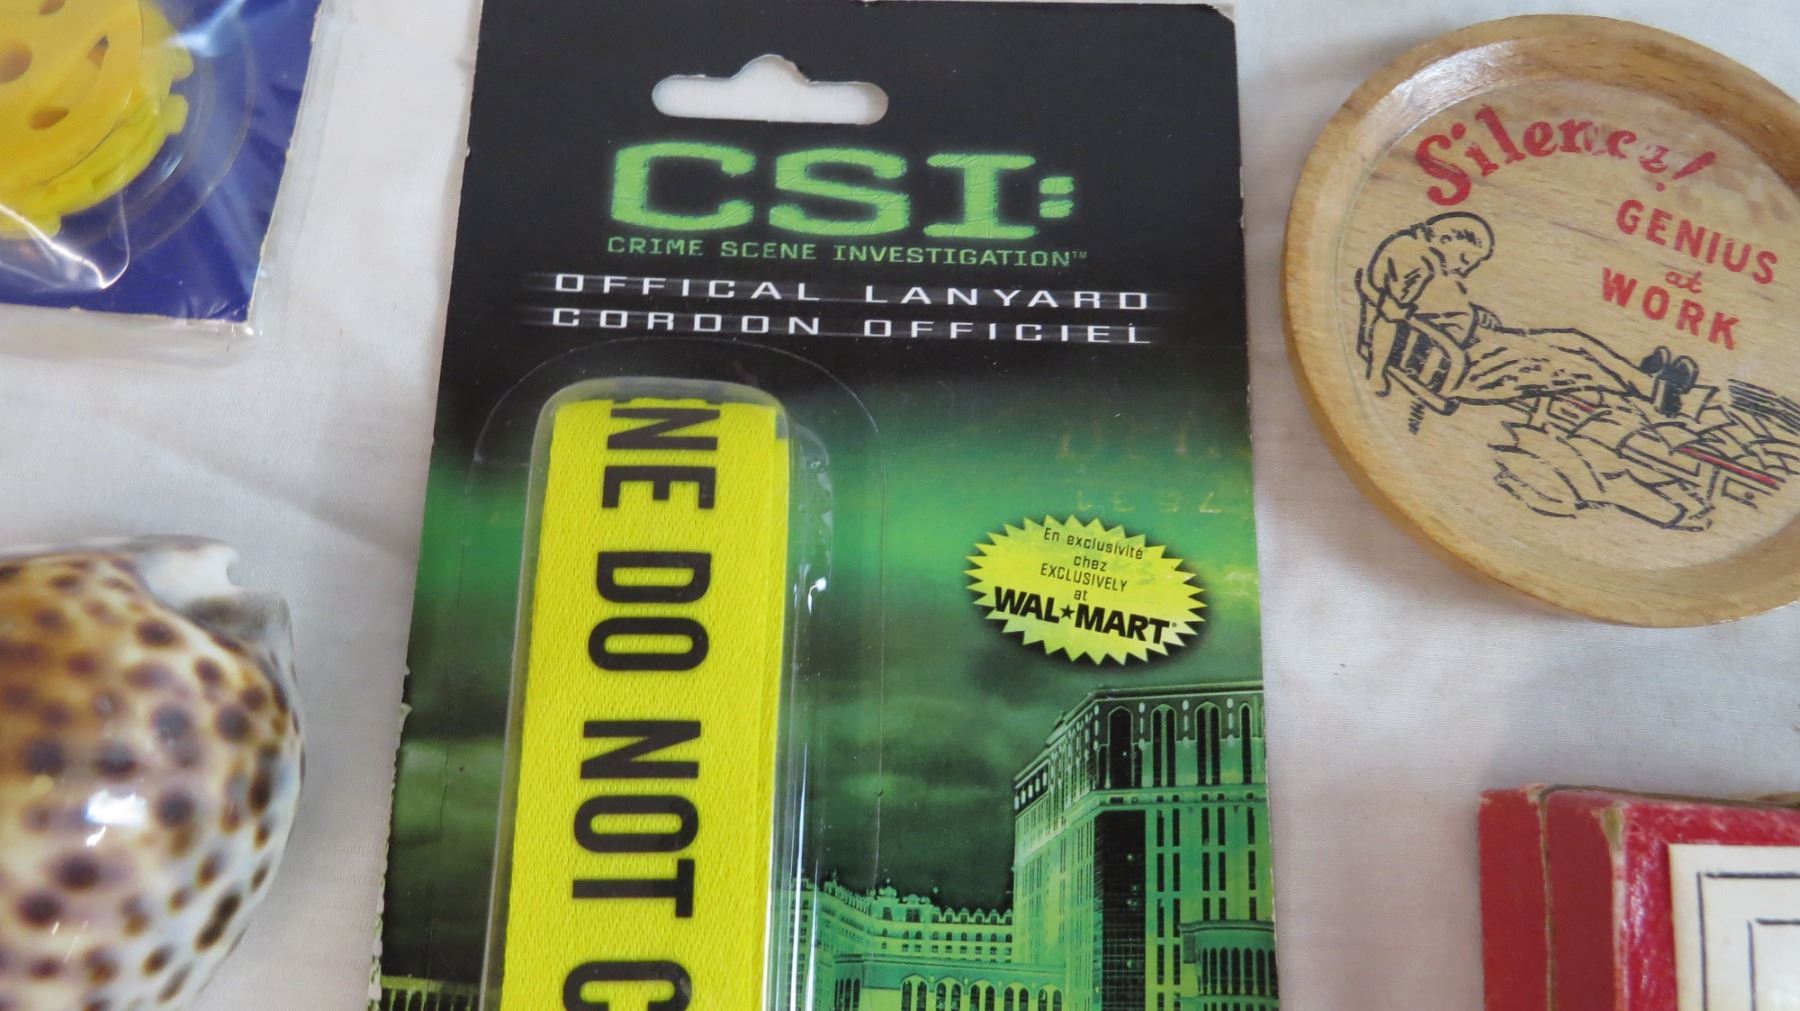 CSI:
CRIME SCENE INVESTIGATION™
OFFICAL LANYARD
CORDON OFFICIEL
NE DO NOT C
En exclusivité
chez
EXCLUSIVELY
at
WAL★MART®
Silence!
GENIUS
at
WORK